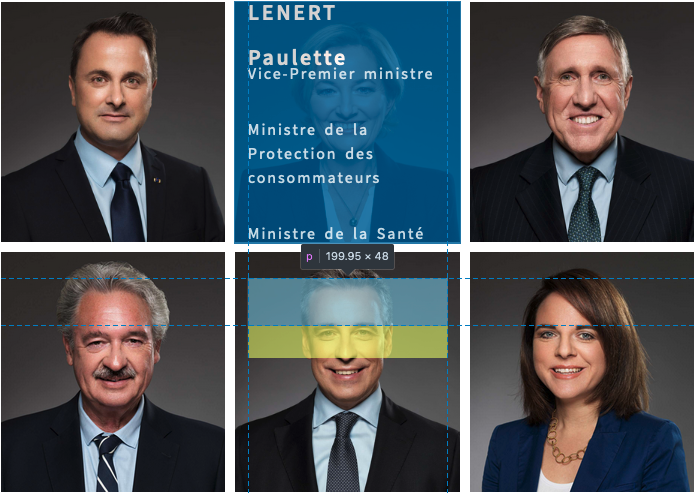 LENERT
Paulette
Vice-Premier ministre
Ministre de la
Protection des
consommateurs
Ministre de la Santé
p 199.95 × 48